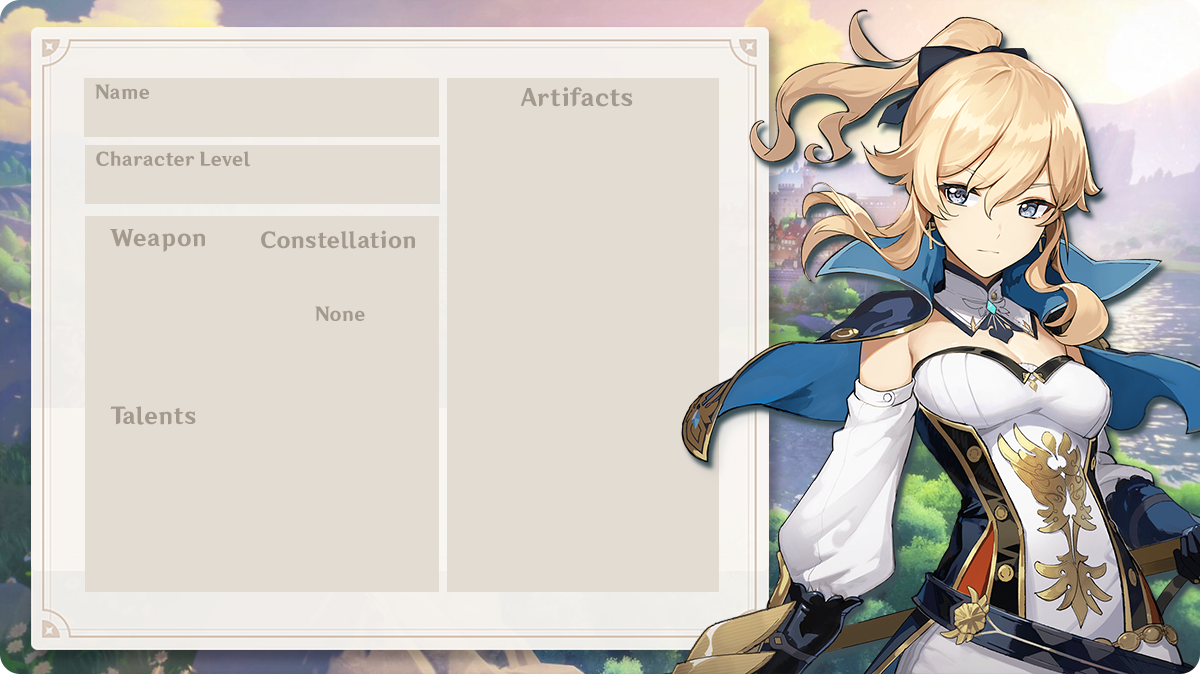 Name
Character Level
Weapon
Constellation
None
Talents
Artifacts